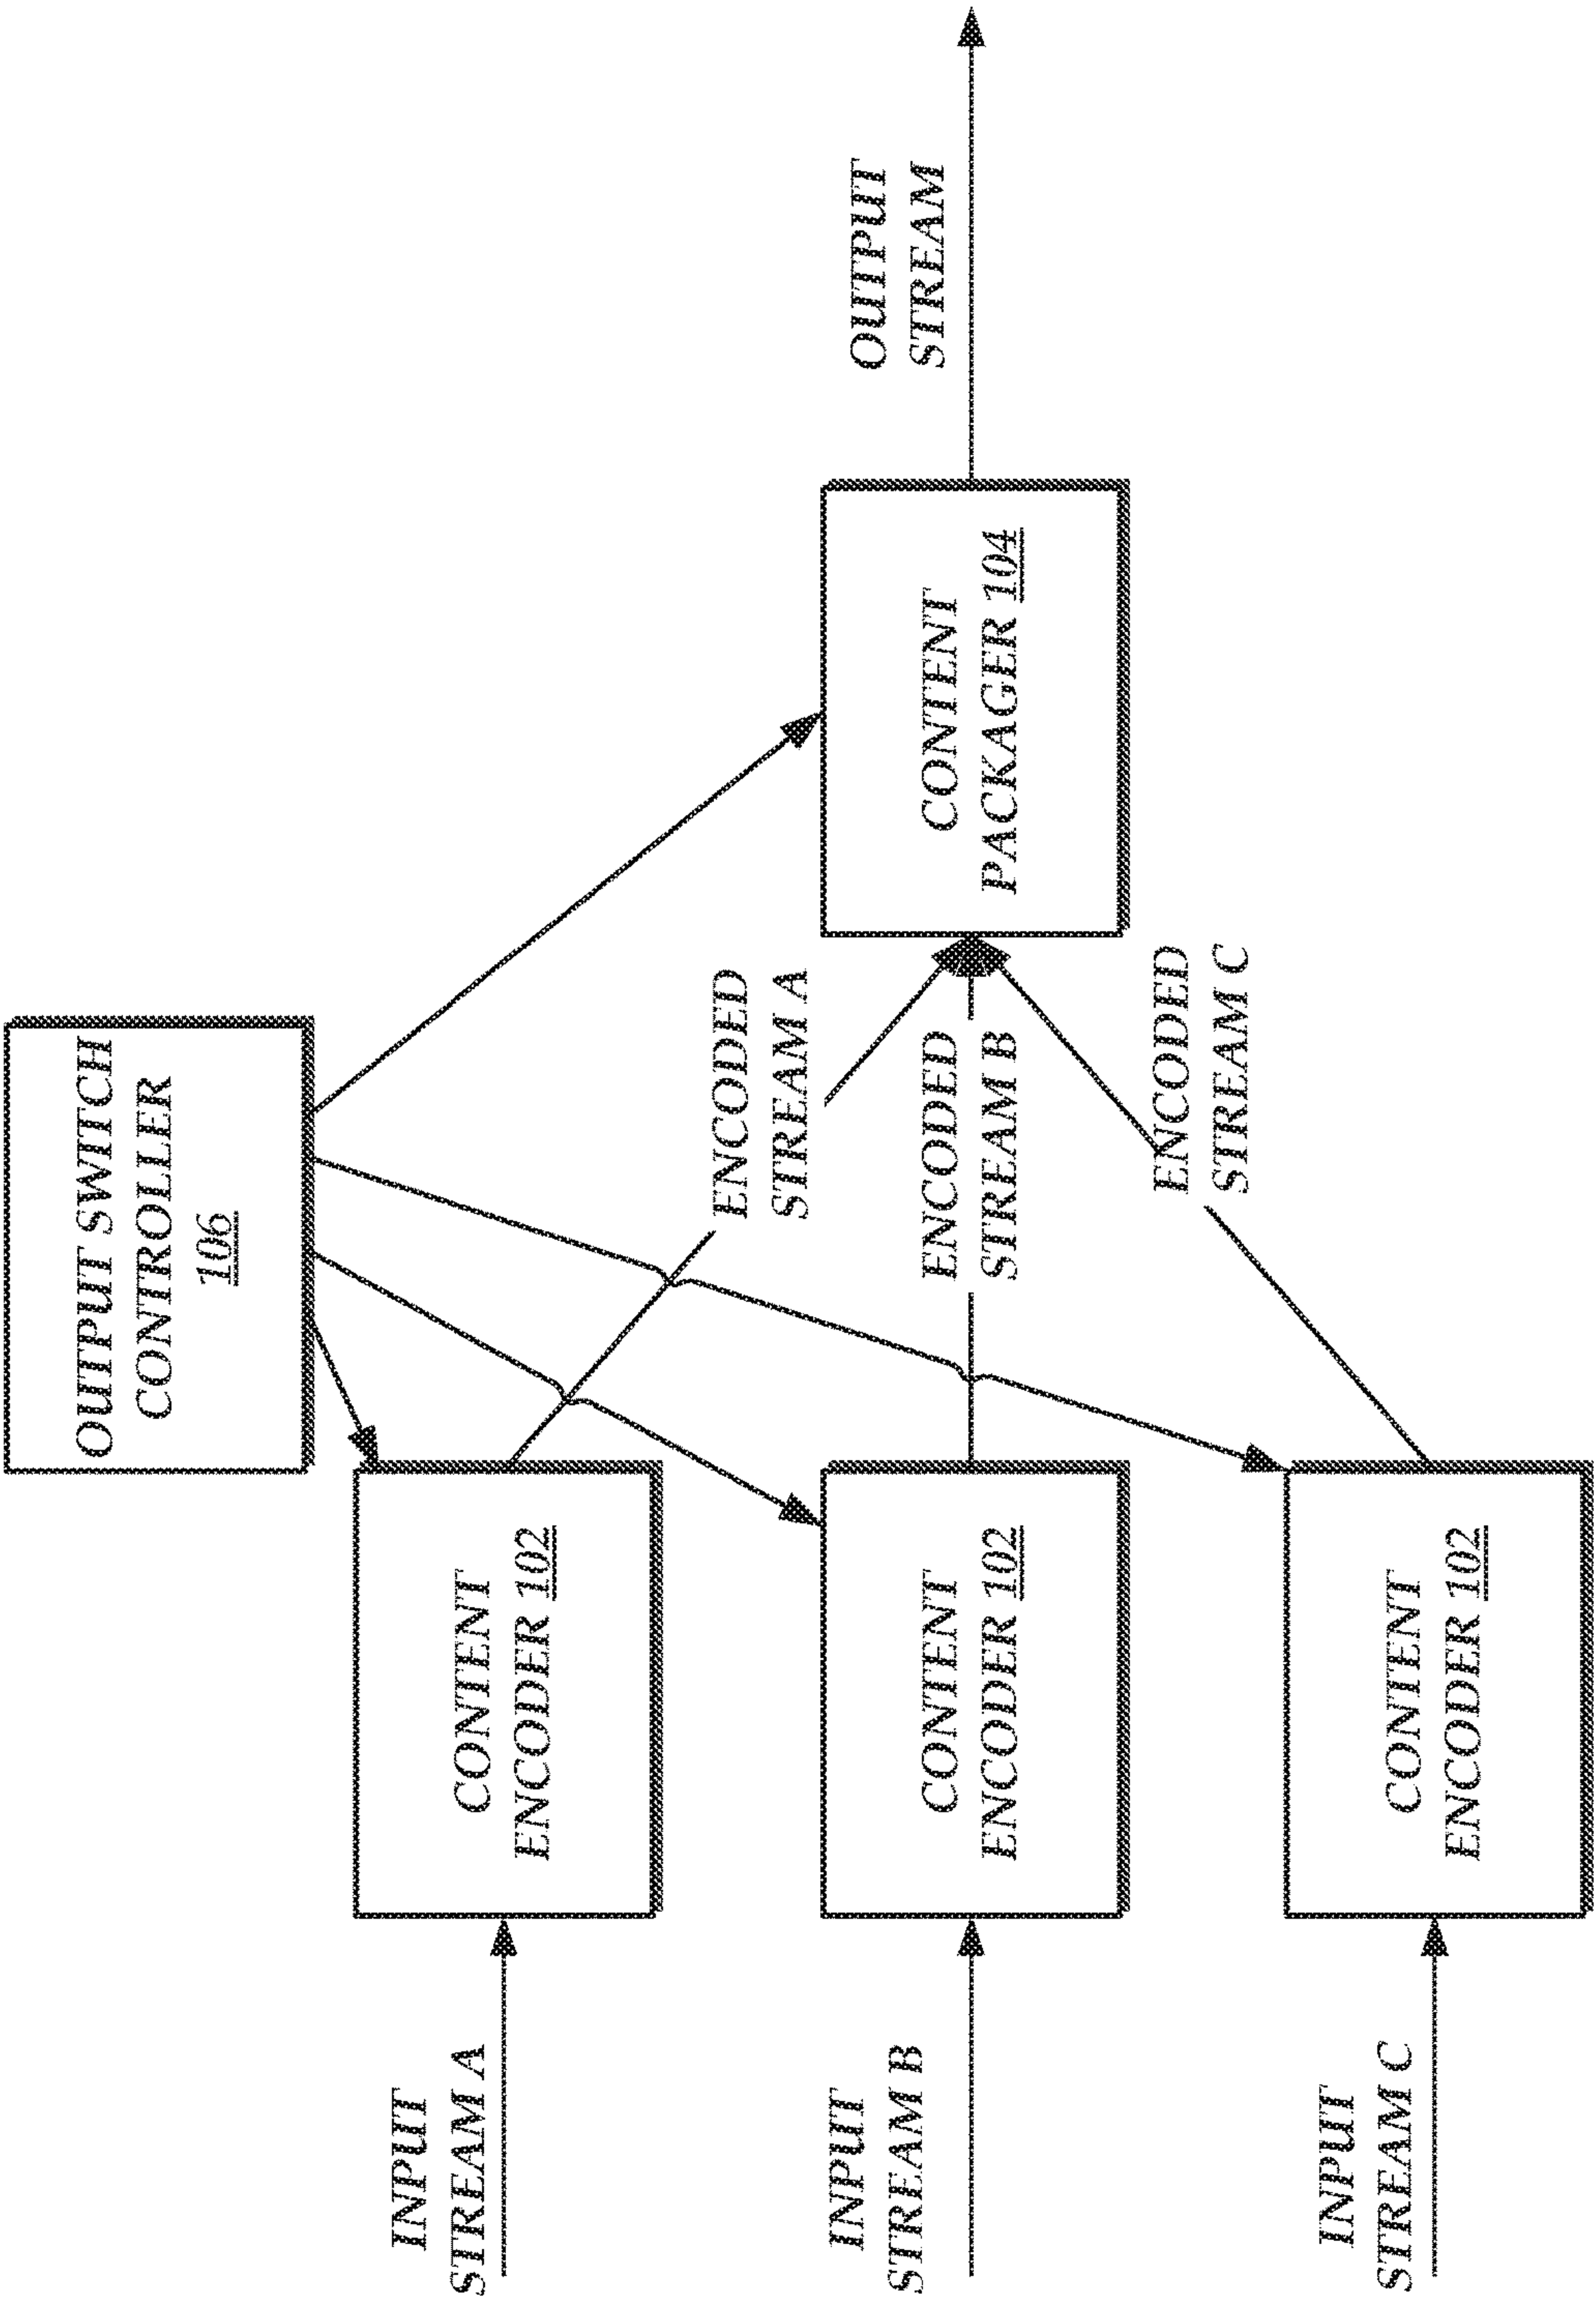 OUTPUT SWITCH
CONTROLLER
106
INPUT
STREAM A
CONTENT
ENCODER 102
ENCODED
STREAM A
INPUT
STREAM B
CONTENT
ENCODER 102
ENCODED
STREAM B
CONTENT
PACKAGER 104
OUTPUT
STREAM
INPUT
STREAM C
CONTENT
ENCODER 102
ENCODED
STREAM C